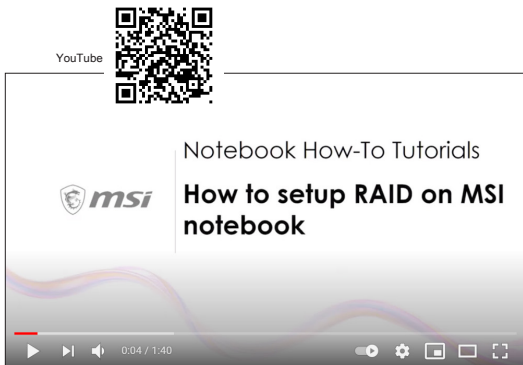 YouTube
Notebook How-To Tutorials
msi
How to setup RAID on MSI
notebook
0:04 / 1:40